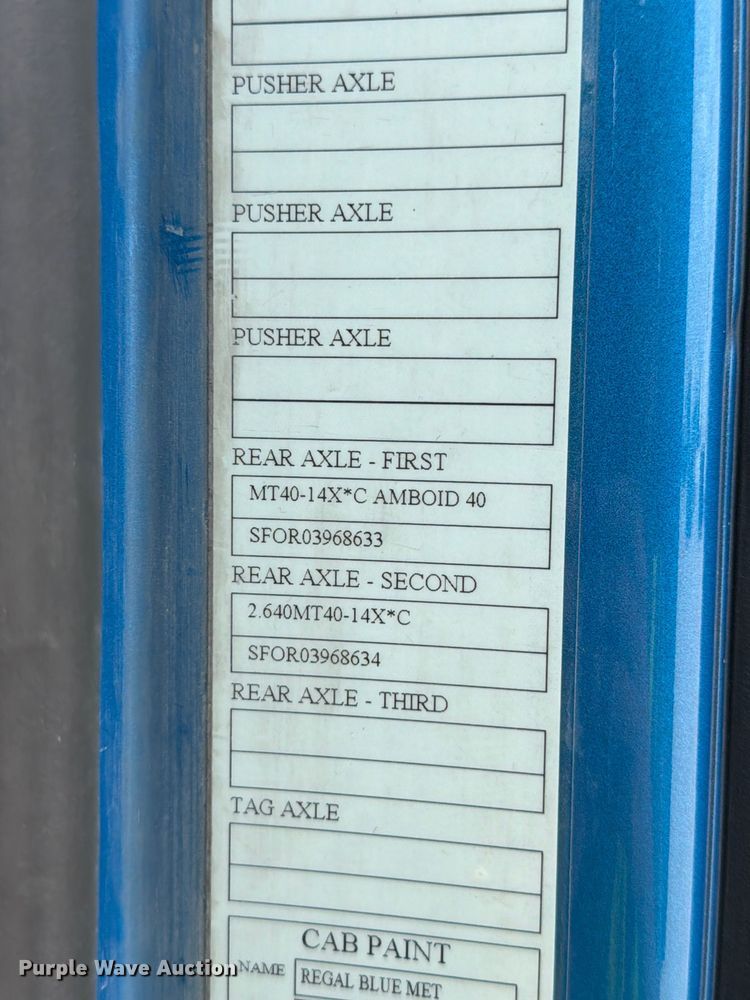 PUSHER AXLE
PUSHER AXLE
PUSHER AXLE
REAR AXLE - FIRST
MT40-14X*C AMBOID 40
SFOR03968633
REAR AXLE - SECOND
2.640MT40-14X*C
SFOR03968634
REAR AXLE - THIRD
TAG AXLE
CAB PAINT
NAME REGAL BLUE MET
Purple Wave Auction